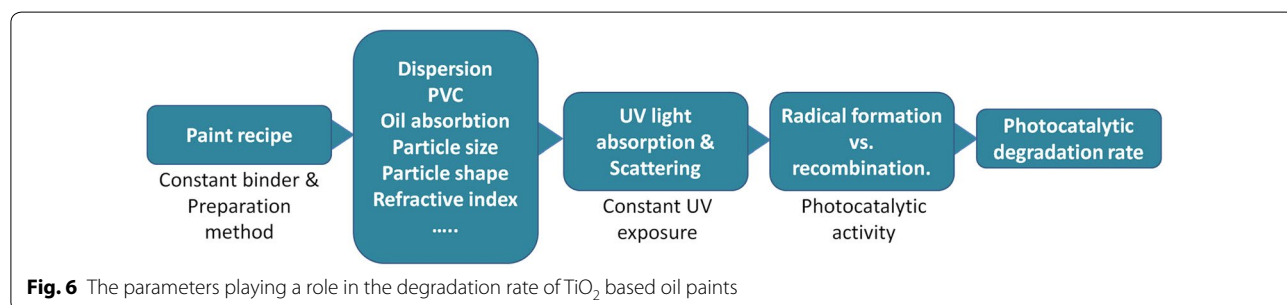 Paint recipe
Constant binder &
Preparation
method
Dispersion
PVC
Oil absorbtion
Particle size
Particle shape
Refractive index
.....
UV light
absorption &
Scattering
Constant UV
exposure
Radical formation
vs.
recombination.
Photocatalytic
activity
Photocatalytic
degradation rate
Fig. 6 The parameters playing a role in the degradation rate of TiO₂ based oil paints